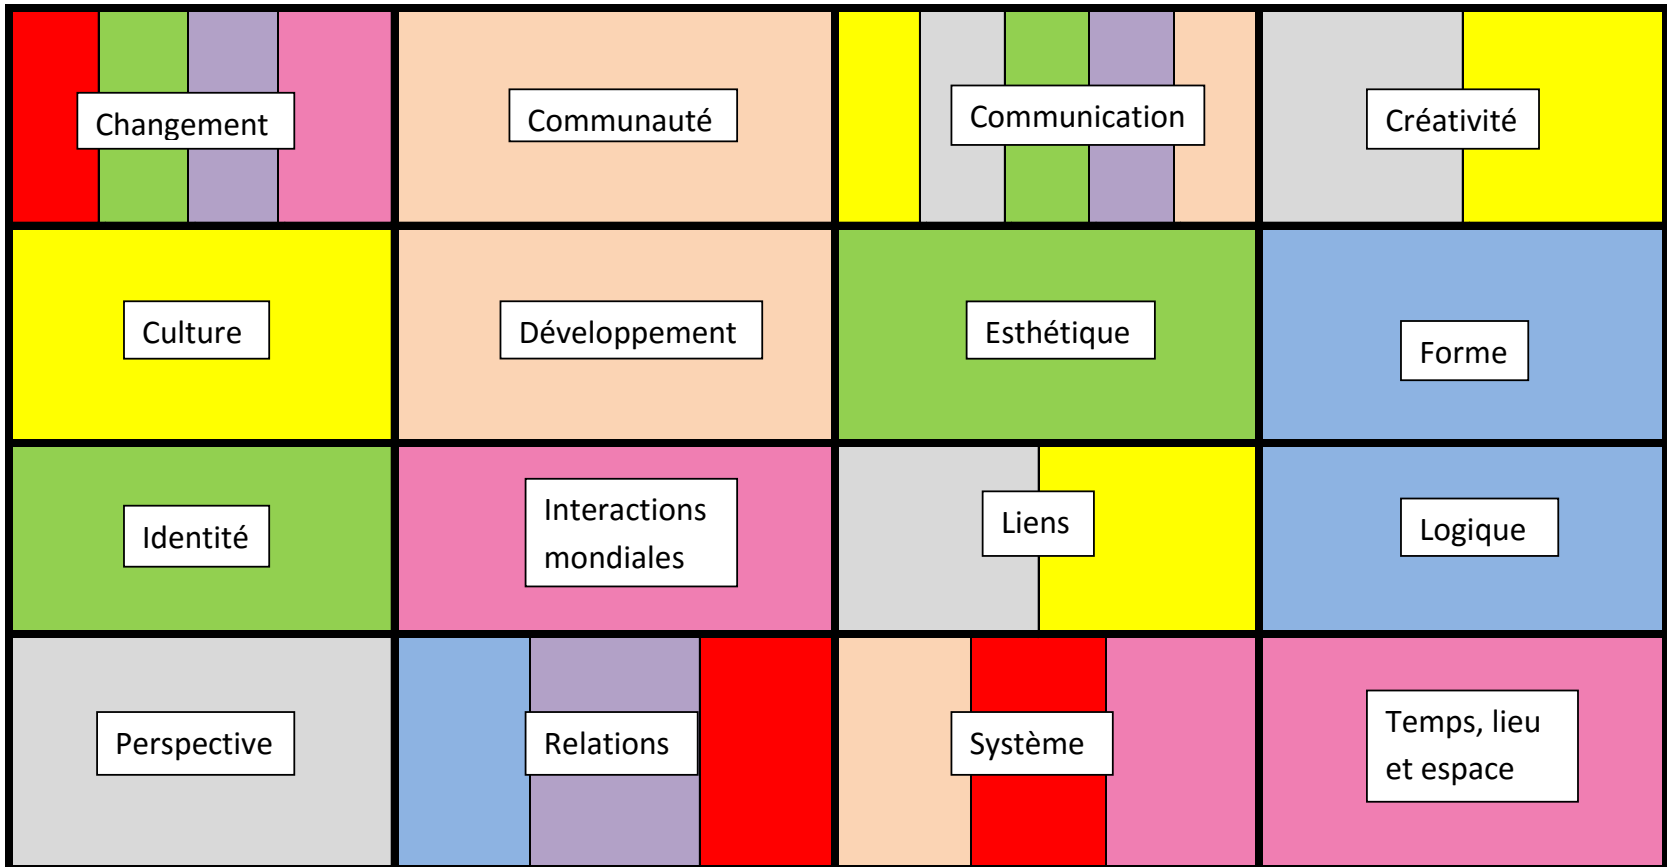 Changement
Communauté
Communication
Créativité
Culture
Développement
Esthétique
Forme
Identité
Interactions
mondiales
Liens
Logique
Perspective
Relations
Système
Temps, lieu
et espace